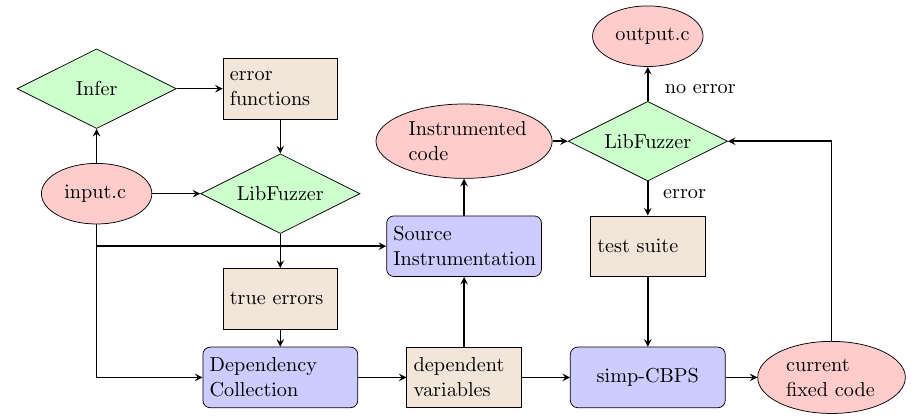 output.c
no error
Infer
error
functions
Instrumented
code
LibFuzzer
input.c
LibFuzzer
error
Source
Instrumentation
test suite
true errors
Dependency
Collection
dependent
variables
simp-CBPS
current
fixed code